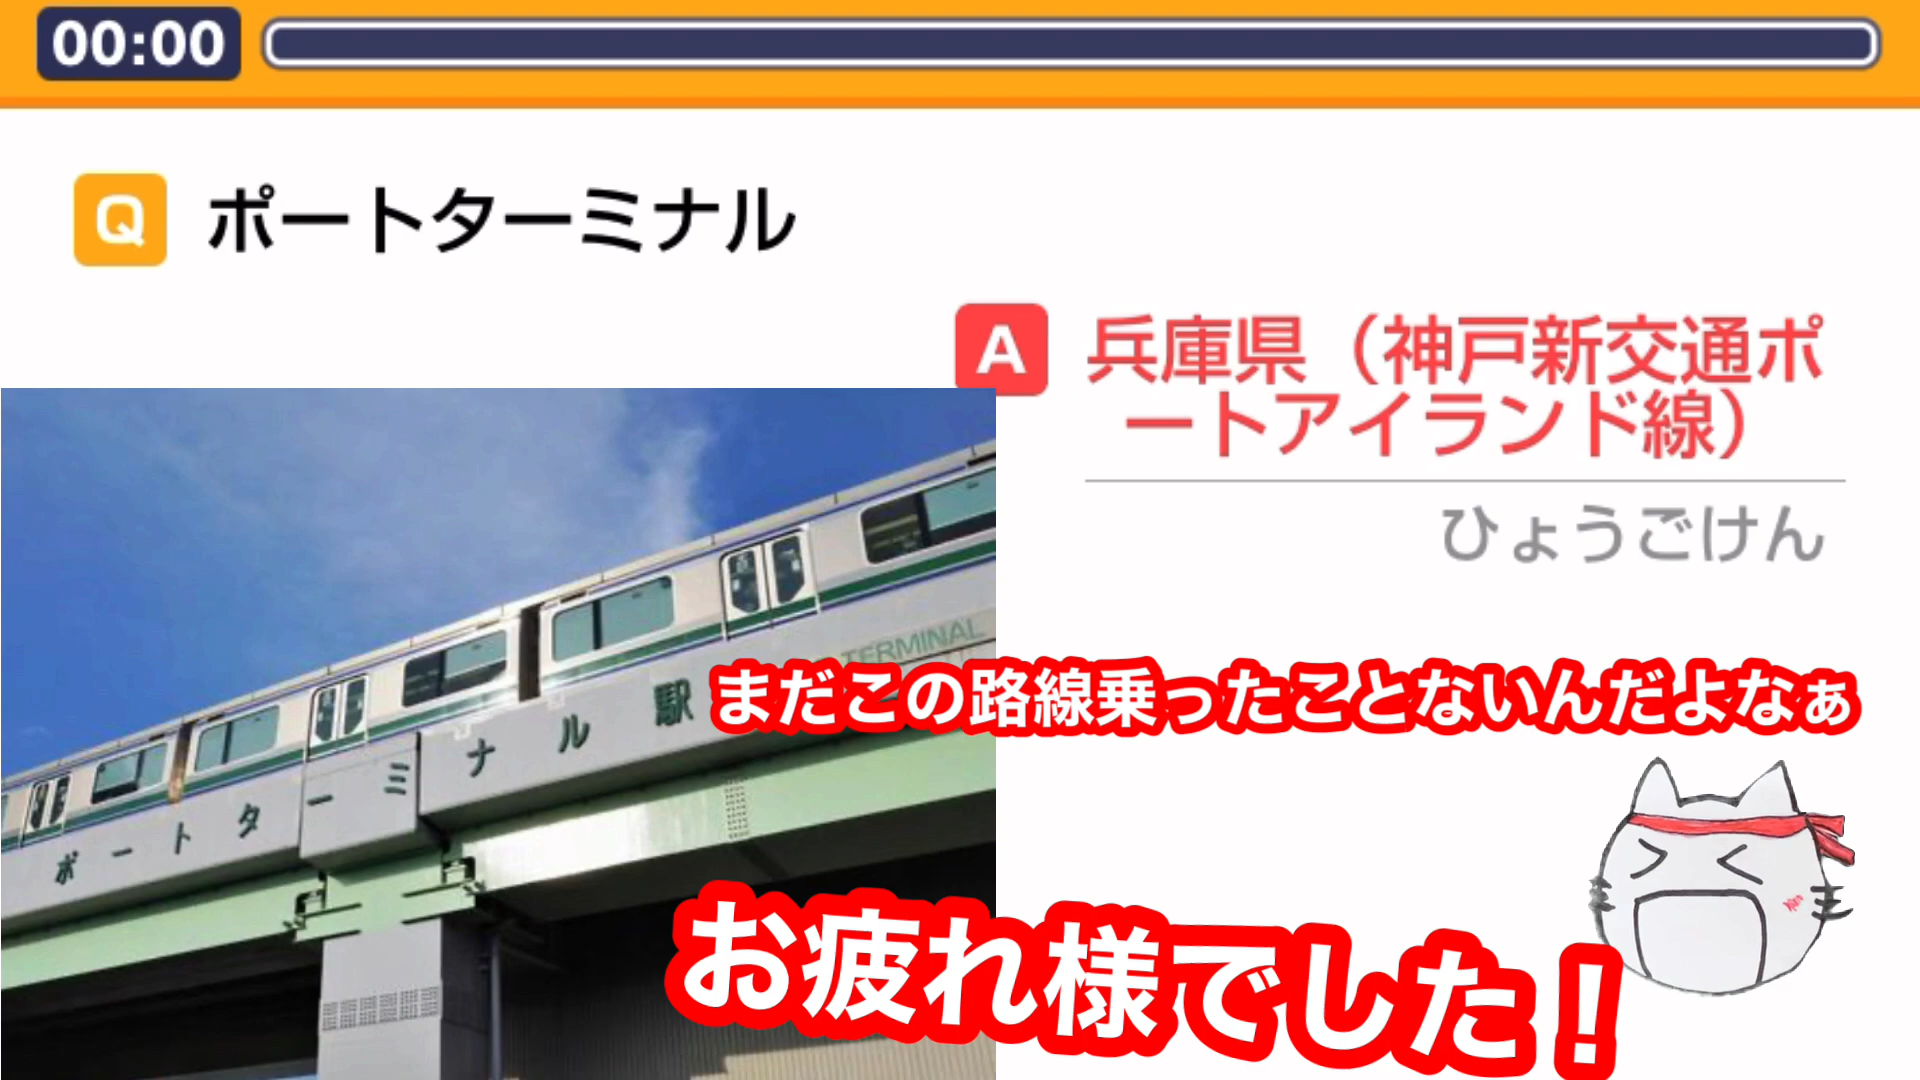 00:00
Q ポートターミナル
A 兵庫県（神戸新交通ポ
ートアイランド線）
ひょうごけん
TERMINAL
ポートターミナル駅
まだこの路線乗ったことないんだよなぁ
お疲れ様でした！